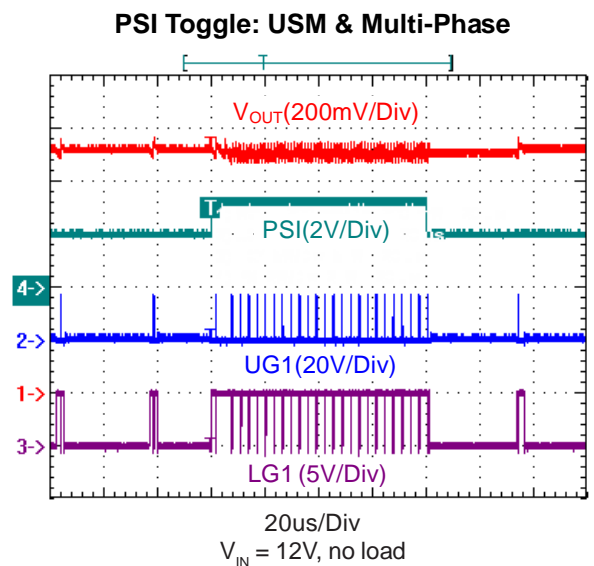 PSI Toggle: USM & Multi-Phase
VOUT(200mV/Div)
T
PSI(2V/Div)
4->
2->
UG1(20V/Div)
1->
3->
LG1 (5V/Div)
20us/Div
VIN = 12V, no load